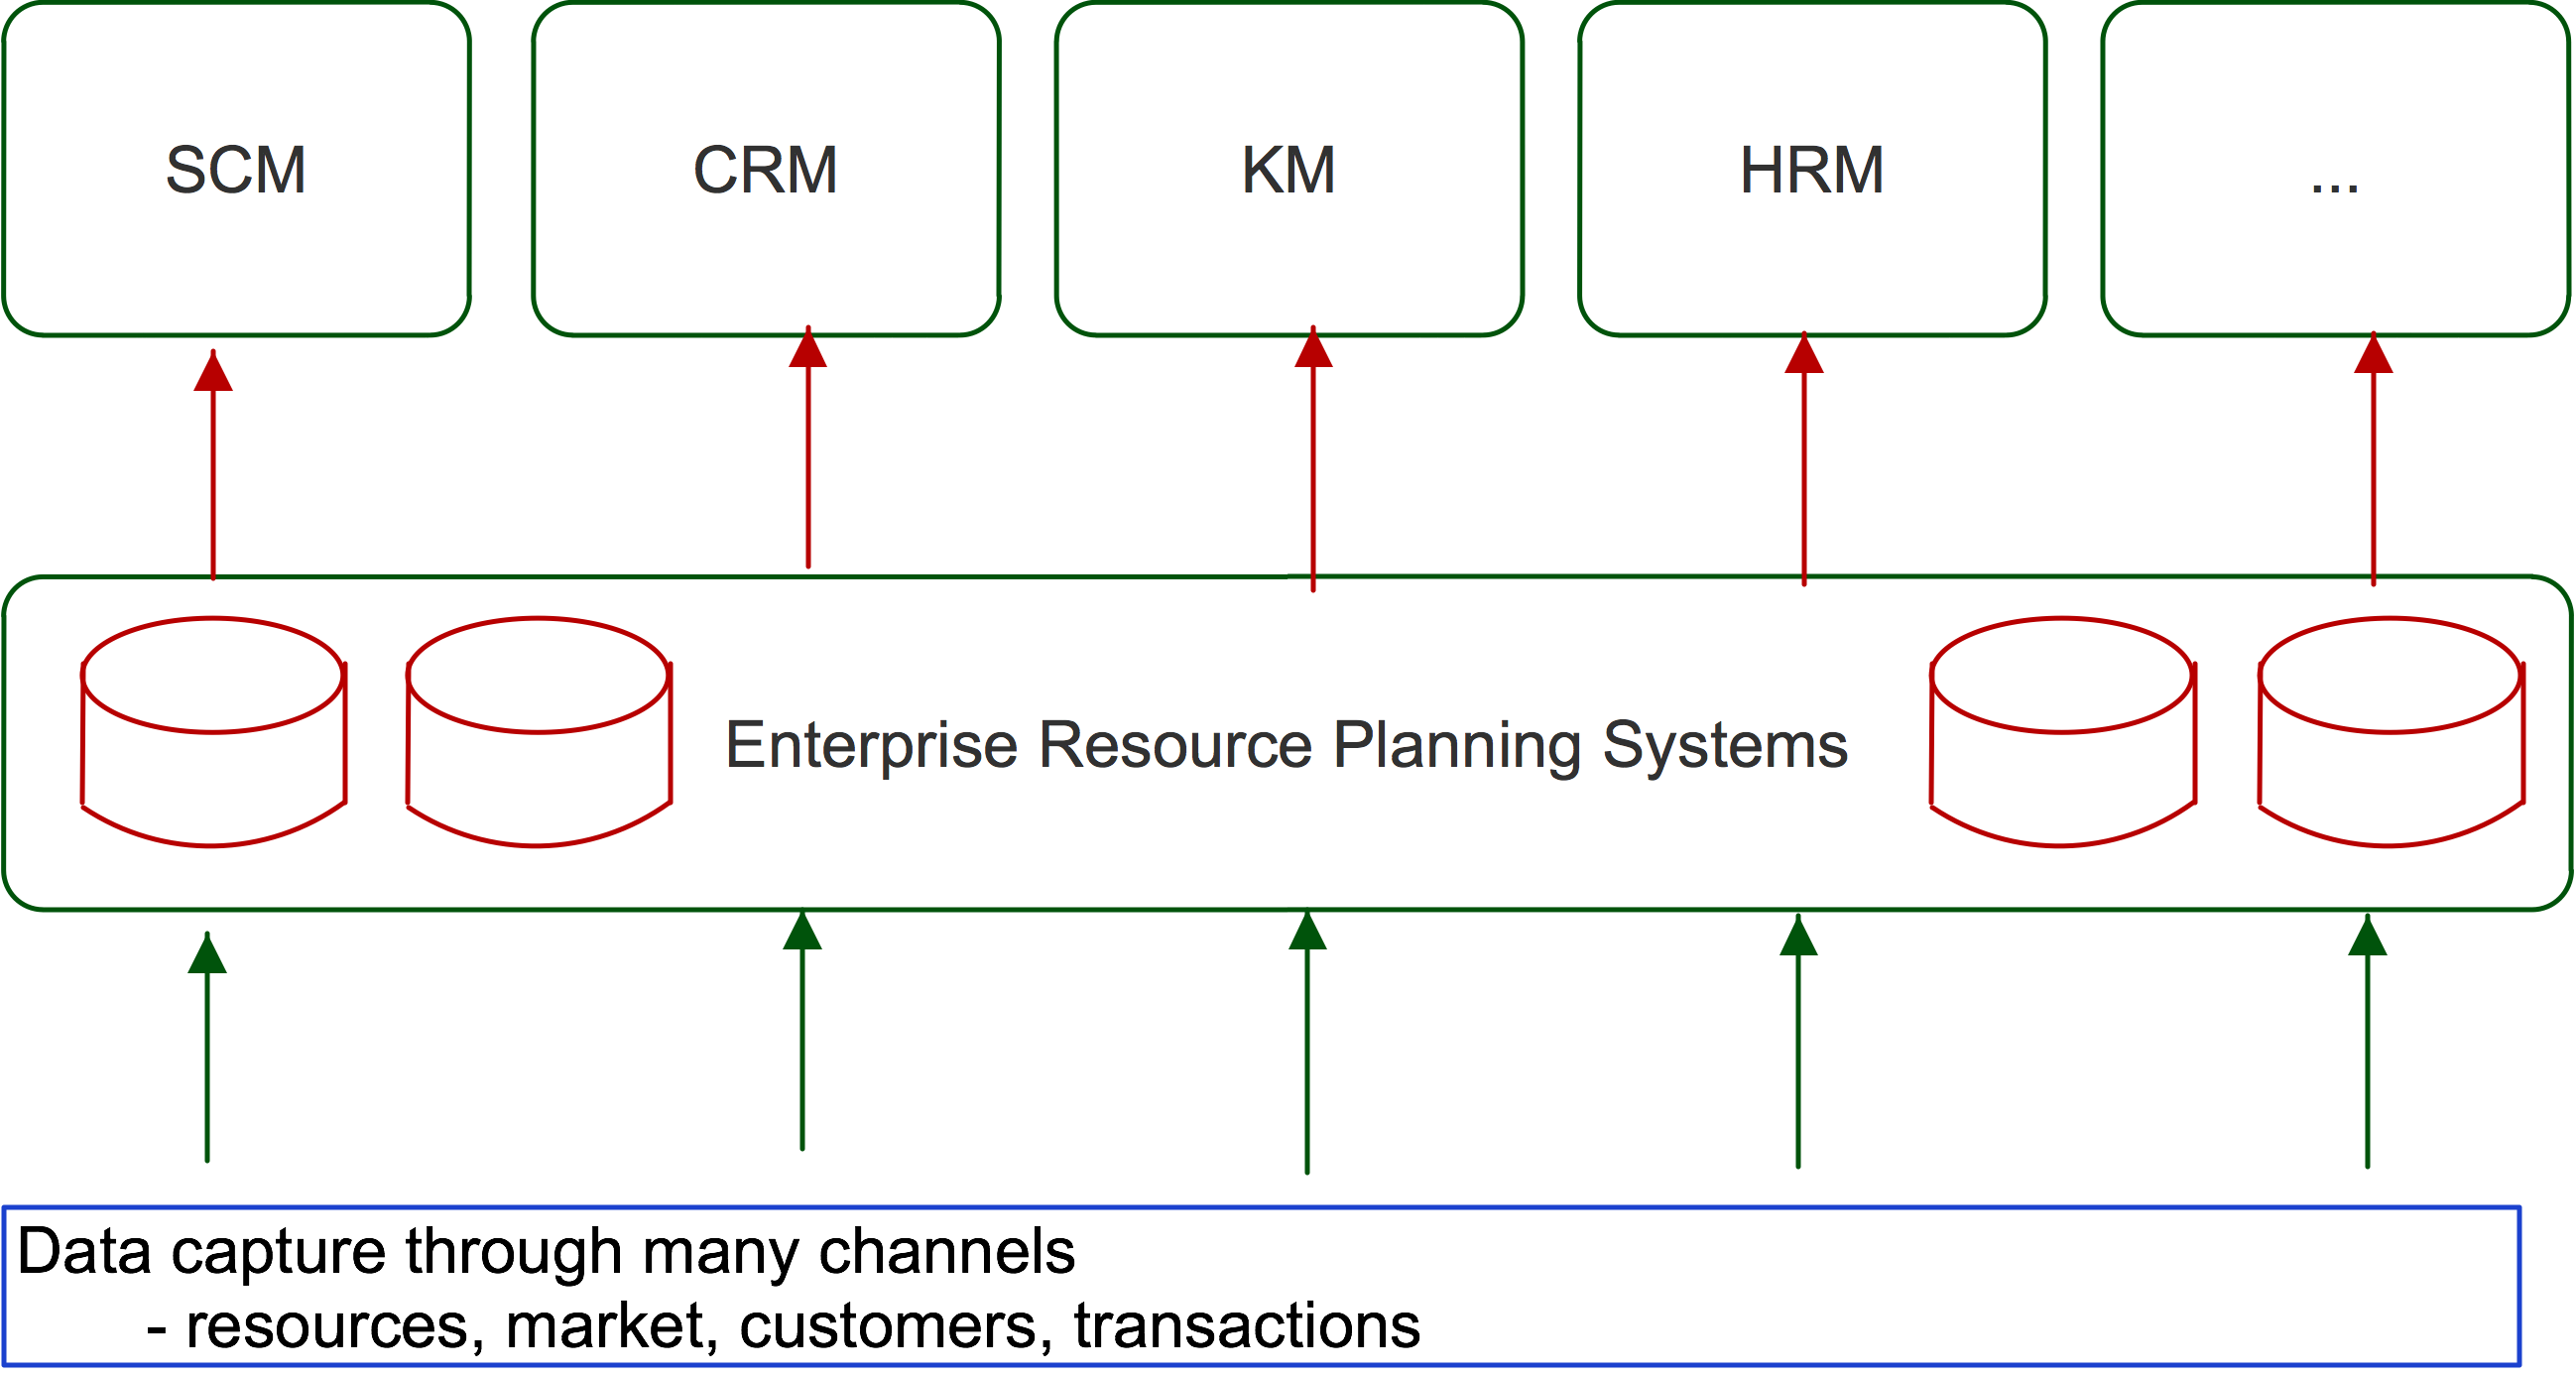 SCM
CRM
KM
HRM
...
Enterprise Resource Planning Systems
Data capture through many channels
- resources, market, customers, transactions